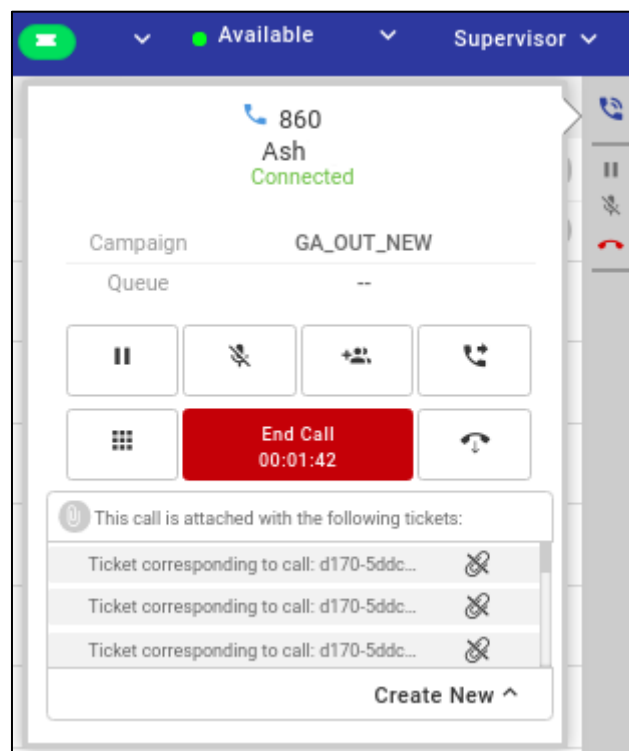 Available
Supervisor
860
Ash
Connected
Campaign GA_OUT_NEW
Queue --
End Call
00:01:42
This call is attached with the following tickets:
Ticket corresponding to call: d170-5ddc...
Ticket corresponding to call: d170-5ddc...
Ticket corresponding to call: d170-5ddc...
Create New